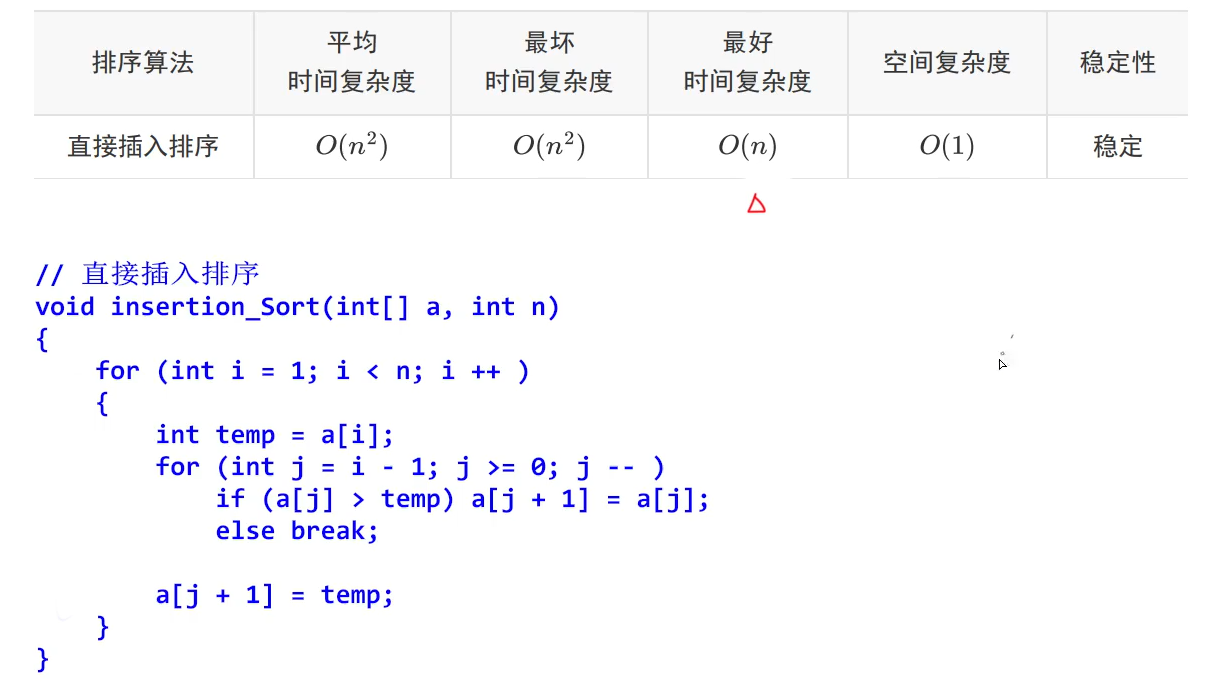 排序算法 平均 时间复杂度 最坏 时间复杂度 最好 时间复杂度 空间复杂度 稳定性
直接插入排序 O(n²) O(n²) O(n) O(1) 稳定
// 直接插入排序
void insertion_Sort(int[] a, int n)
{
    for (int i = 1; i < n; i ++ )
    {
        int temp = a[i];
        for (int j = i - 1; j >= 0; j -- )
            if (a[j] > temp) a[j + 1] = a[j];
            else break;

        a[j + 1] = temp;
    }
}